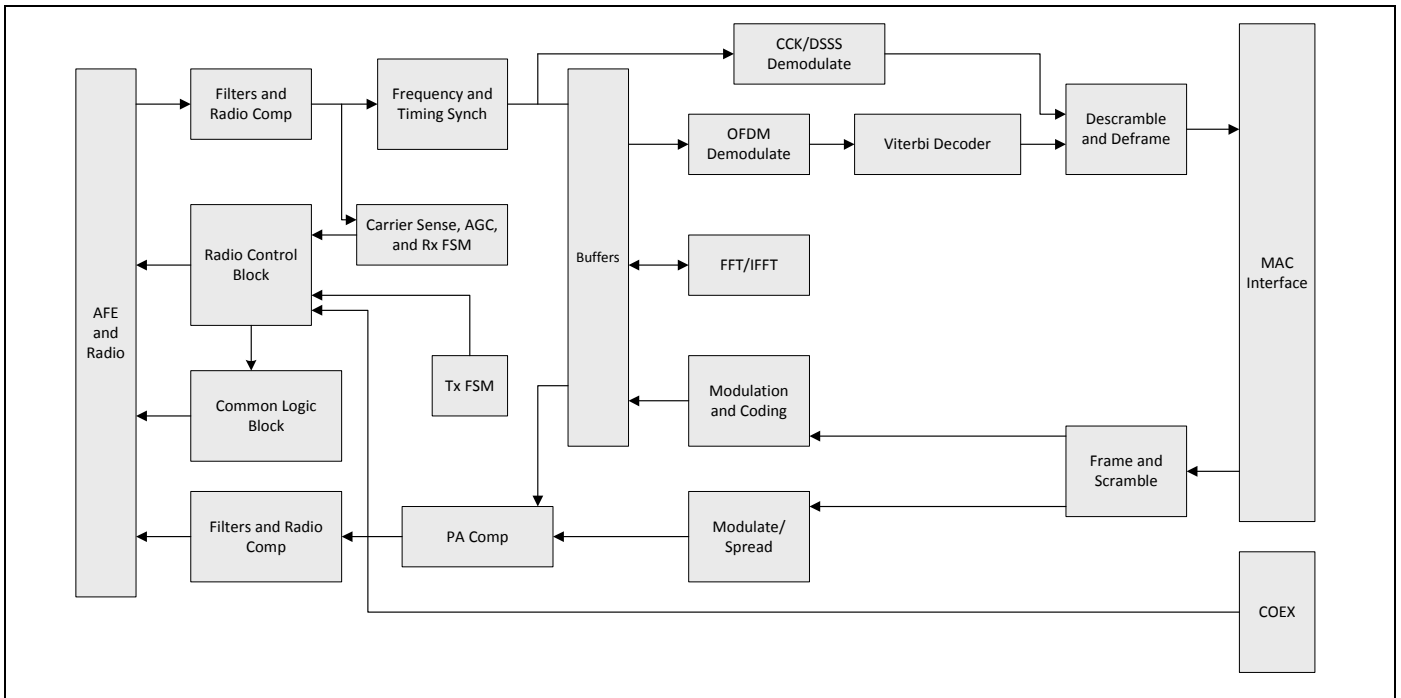 CCK/DSSS
Demodulate
Filters and
Radio Comp
Frequency and
Timing Synch
Descramble
and Deframe
OFDM
Demodulate
Viterbi Decoder
Carrier Sense, AGC,
and Rx FSM
Radio Control
Block
Buffers
FFT/IFFT
MAC
Interface
AFE
and
Radio
Tx FSM
Modulation
and Coding
Common Logic
Block
Frame and
Scramble
Filters and Radio
Comp
PA Comp
Modulate/
Spread
COEX